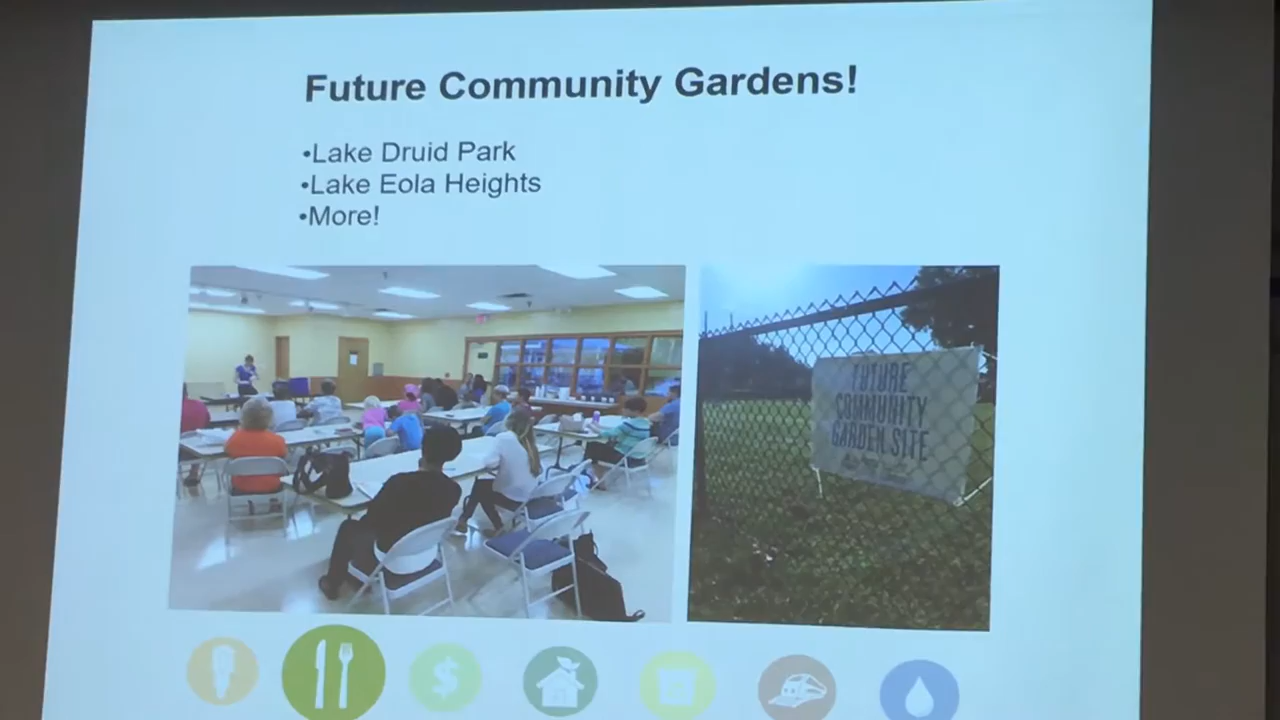 Future Community Gardens!
•Lake Druid Park
•Lake Eola Heights
•More!
FUTURE
COMMUNITY
GARDEN SITE
$